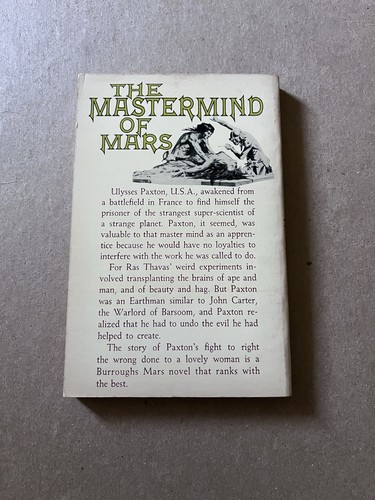 THE
MASTERMIND
OF
MARS
Ulysses Paxton, U.S.A., awakened from
a battlefield in France to find himself the
prisoner of the strangest super-scientist of
a strange planet. Paxton, it seemed, was
valuable to that master mind as an appren-
tice because he would have no loyalties to
interfere with the work he was called to do.
For Ras Thavas' weird experiments in-
volved transplanting the brains of ape and
man, and of beauty and hag. But Paxton
was an Earthman similar to John Carter,
the Warlord of Barsoom, and Paxton re-
alized that he had to undo the evil he had
helped to create.
The story of Paxton's fight to right
the wrong done to a lovely woman is a
Burroughs Mars novel that ranks with
the best.